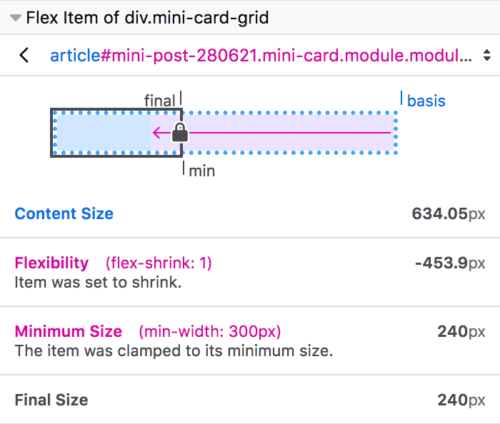 Flex Item of div.mini-card-grid
article#mini-post-280621.mini-card.module.modul...
final
basis
min
Content Size 634.05px
Flexibility (flex-shrink: 1) -453.9px
Item was set to shrink.
Minimum Size (min-width: 300px) 240px
The item was clamped to its minimum size.
Final Size 240px